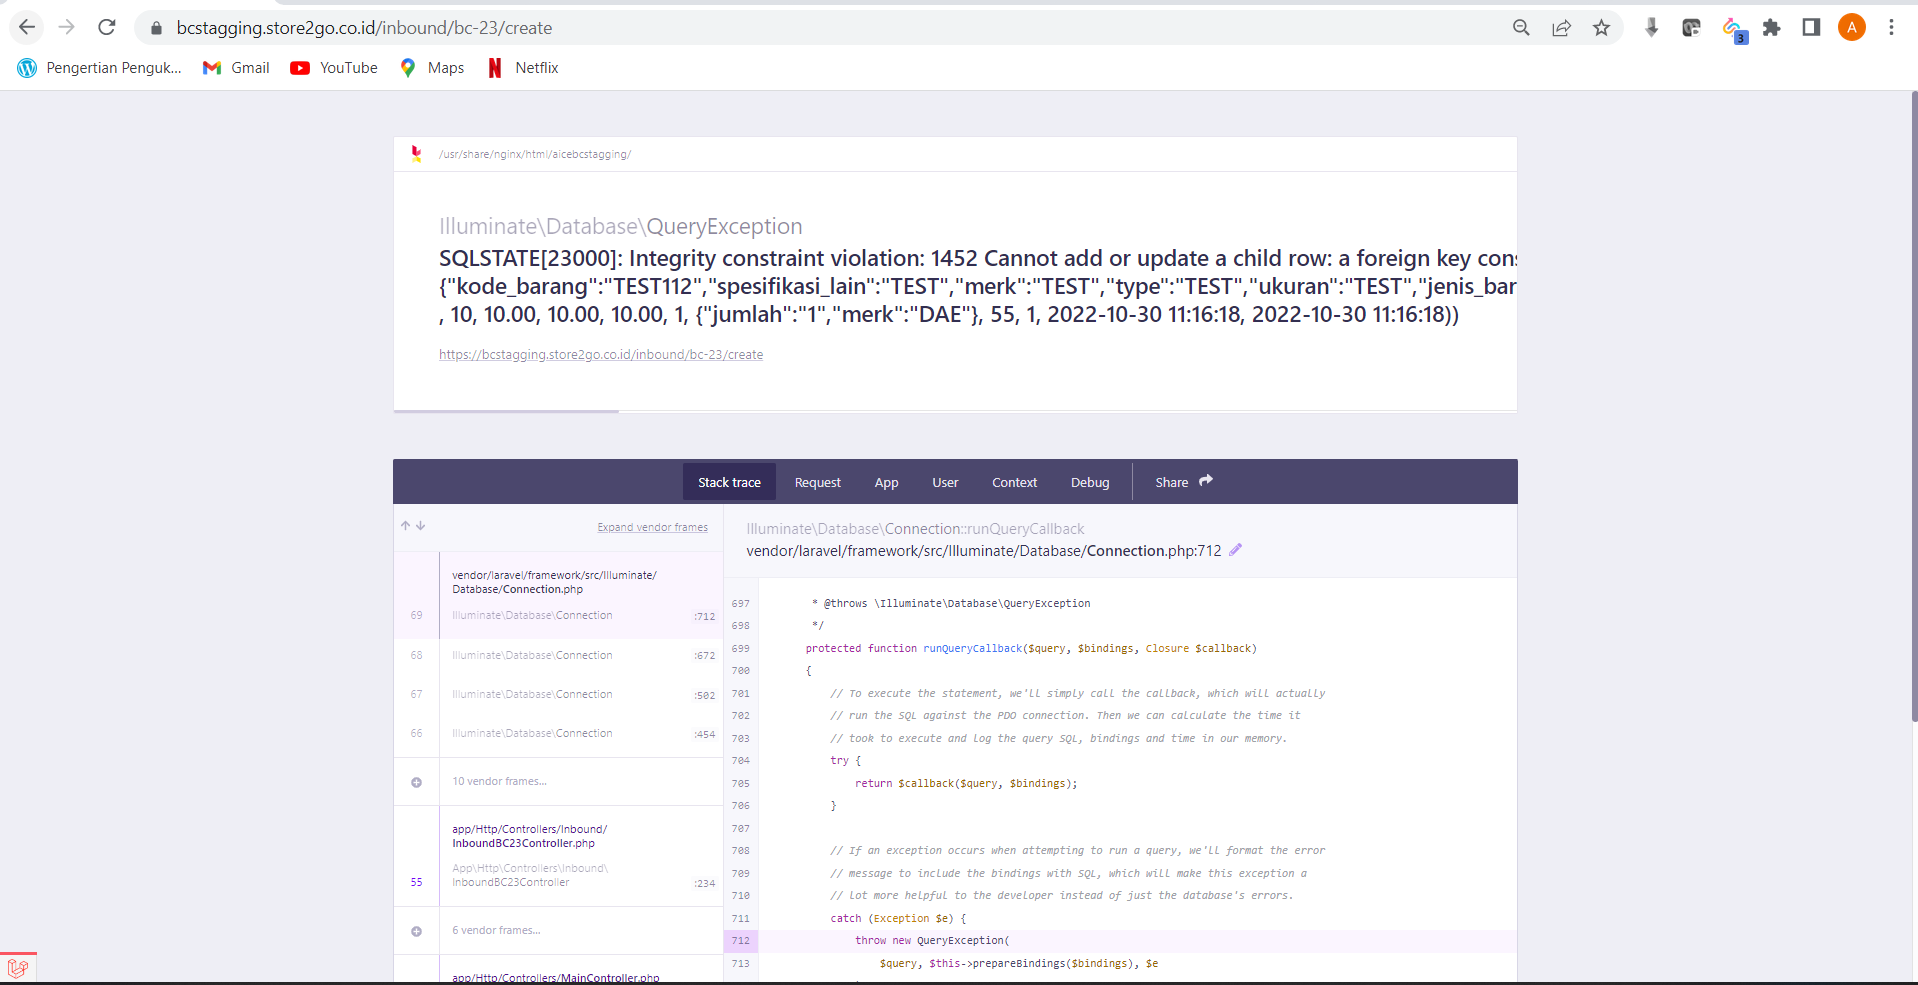 bcstagging.store2go.co.id/inbound/bc-23/create
3
A
Pengertian Penguk...
Gmail
YouTube
Maps
Netflix
/usr/share/nginx/html/aicebcstagging/
Illuminate\Database\QueryException
SQLSTATE[23000]: Integrity constraint violation: 1452 Cannot add or update a child row: a foreign key cons
{"kode_barang":"TEST112","spesifikasi_lain":"TEST","merk":"TEST","type":"TEST","ukuran":"TEST","jenis_bar
, 10, 10.00, 10.00, 10.00, 1, {"jumlah":"1","merk":"DAE"}, 55, 1, 2022-10-30 11:16:18, 2022-10-30 11:16:18))
https://bcstagging.store2go.co.id/inbound/bc-23/create
Stack trace
Request
App
User
Context
Debug
Share
Expand vendor frames
vendor/laravel/framework/src/Illuminate/
Database/Connection.php
69 Illuminate\Database\Connection :712
68 Illuminate\Database\Connection :672
67 Illuminate\Database\Connection :502
66 Illuminate\Database\Connection :454
10 vendor frames...
app/Http/Controllers/Inbound/
InboundBC23Controller.php
App\Http\Controllers\Inbound\
55 InboundBC23Controller :234
6 vendor frames...
app/Http/Controllers/MainController.php
Illuminate\Database\Connection::runQueryCallback
vendor/laravel/framework/src/Illuminate/Database/Connection.php:712
697 * @throws \Illuminate\Database\QueryException
698 */
699 protected function runQueryCallback($query, $bindings, Closure $callback)
700 {
701 // To execute the statement, we'll simply call the callback, which will actually
702 // run the SQL against the PDO connection. Then we can calculate the time it
703 // took to execute and log the query SQL, bindings and time in our memory.
704 try {
705 return $callback($query, $bindings);
706 }
707
708 // If an exception occurs when attempting to run a query, we'll format the error
709 // message to include the bindings with SQL, which will make this exception a
710 // lot more helpful to the developer instead of just the database's errors.
711 catch (Exception $e) {
712 throw new QueryException(
713 $query, $this->prepareBindings($bindings), $e